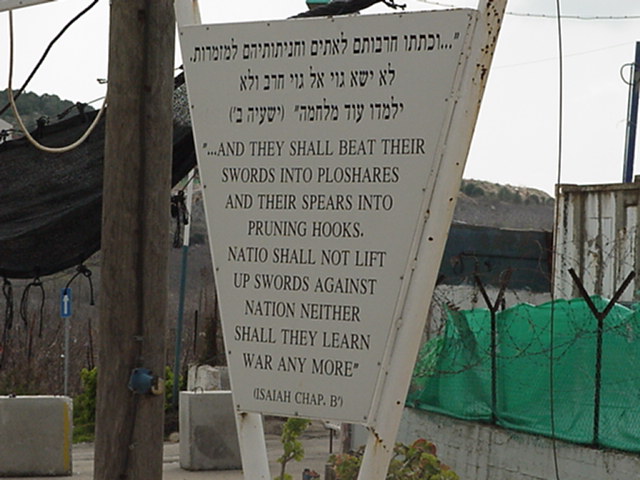 "...וכתתו חרבותם לאתים וחניתותיהם למזמרות.
לא ישא גוי אל גוי חרב ולא
ילמדו עוד מלחמה" (ישעיה ב')
"...AND THEY SHALL BEAT THEIR
SWORDS INTO PLOSHARES
AND THEIR SPEARS INTO
PRUNING HOOKS.
NATIO SHALL NOT LIFT
UP SWORDS AGAINST
NATION NEITHER
SHALL THEY LEARN
WAR ANY MORE"
(ISAIAH CHAP. B')